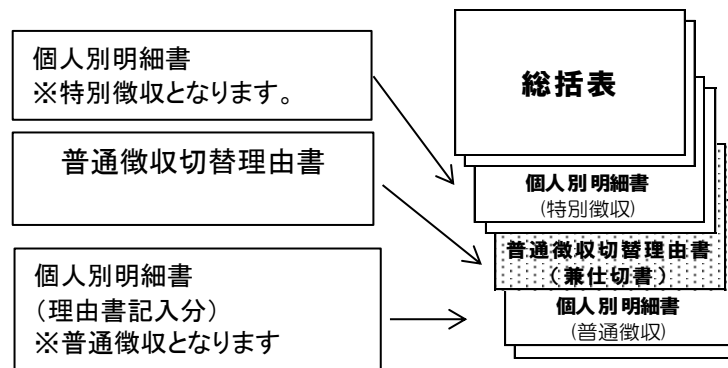 個人別明細書
※特別徴収となります。
普通徴収切替理由書
個人別明細書
（理由書記入分）
※普通徴収となります
総括表
個人別明細書
(特別徴収)
普通徴収切替理由書
（兼仕切書）
個人別明細書
(普通徴収)